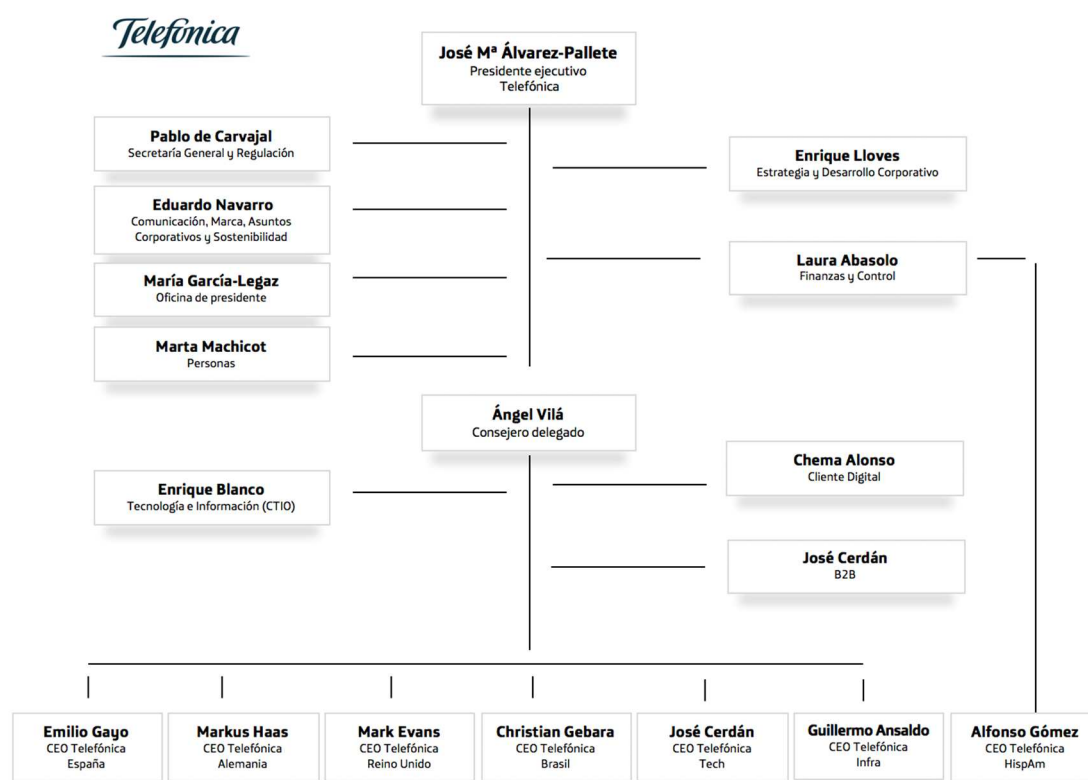 Telefónica
José Mª Álvarez-Pallete
Presidente ejecutivo
Telefónica
Pablo de Carvajal
Secretaría General y Regulación
Enrique Lloves
Estrategia y Desarrollo Corporativo
Eduardo Navarro
Comunicación, Marca, Asuntos
Corporativos y Sostenibilidad
Laura Abasolo
Finanzas y Control
María García-Legaz
Oficina de presidente
Marta Machicot
Personas
Ángel Vilá
Consejero delegado
Chema Alonso
Cliente Digital
Enrique Blanco
Tecnología e Información (CTIO)
José Cerdán
B2B
Emilio Gayo
CEO Telefónica
España
Markus Haas
CEO Telefónica
Alemania
Mark Evans
CEO Telefónica
Reino Unido
Christian Gebara
CEO Telefónica
Brasil
José Cerdán
CEO Telefónica
Tech
Guillermo Ansaldo
CEO Telefónica
Infra
Alfonso Gómez
CEO Telefónica
HispAm